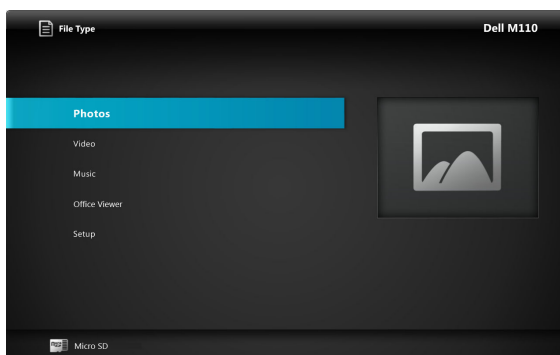 File Type
Dell M110
Photos
Video
Music
Office Viewer
Setup
Micro SD